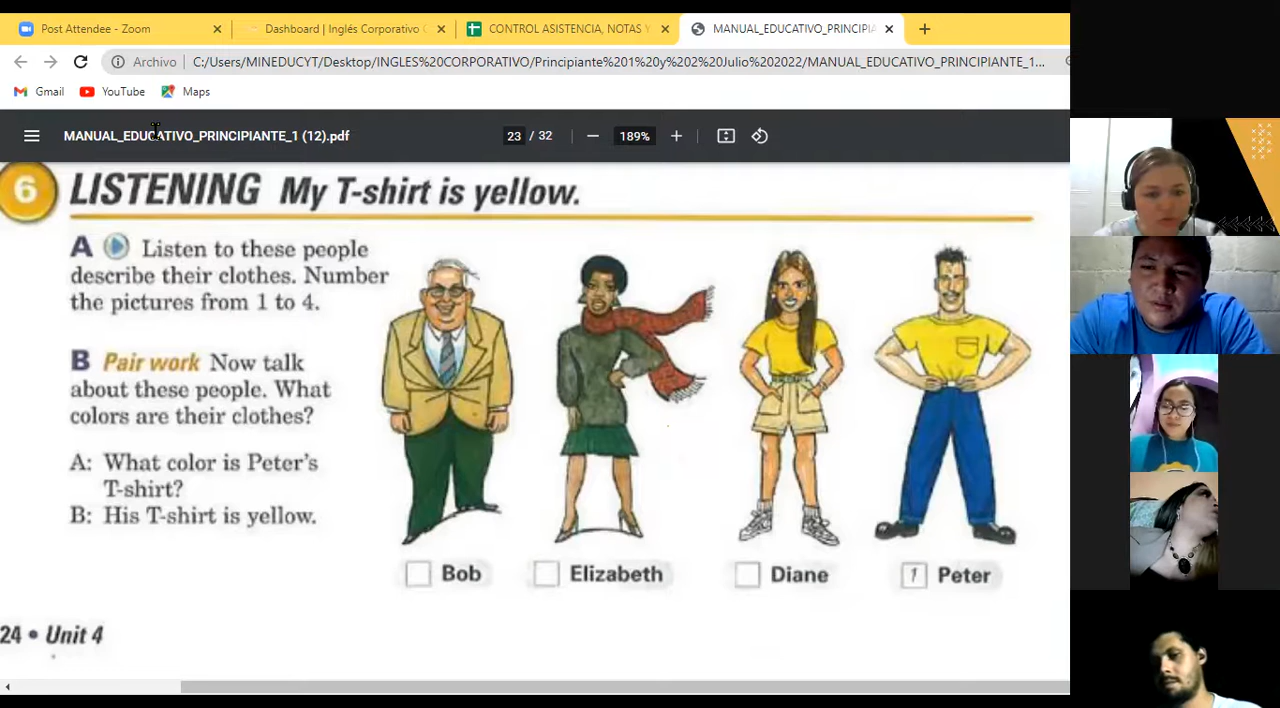 Post Attendee - Zoom
Dashboard | Inglés Corporativo
CONTROL ASISTENCIA, NOTAS Y
MANUAL_EDUCATIVO_PRINCIPIA
Archivo
C:/Users/MINEDUCYT/Desktop/INGLES%20CORPORATIVO/Principiante%201%20y%202%20Julio%202022/MANUAL_EDUCATIVO_PRINCIPIANTE_1...
Gmail
YouTube
Maps
MANUAL_EDUCATIVO_PRINCIPIANTE_1 (12).pdf
23 / 32
189%
6 LISTENING My T-shirt is yellow.
A Listen to these people
describe their clothes. Number
the pictures from 1 to 4.
B Pair work Now talk
about these people. What
colors are their clothes?
A: What color is Peter's
T-shirt?
B: His T-shirt is yellow.
Bob
Elizabeth
Diane
1 Peter
24 • Unit 4